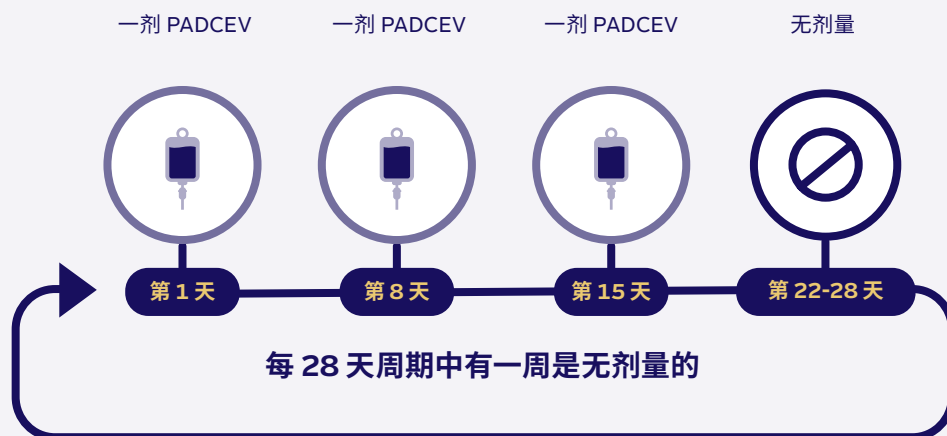 一剂 PADCEV
一剂 PADCEV
一剂 PADCEV
无剂量
第 1 天
第 8 天
第 15 天
第 22-28 天
每 28 天周期中有一周是无剂量的